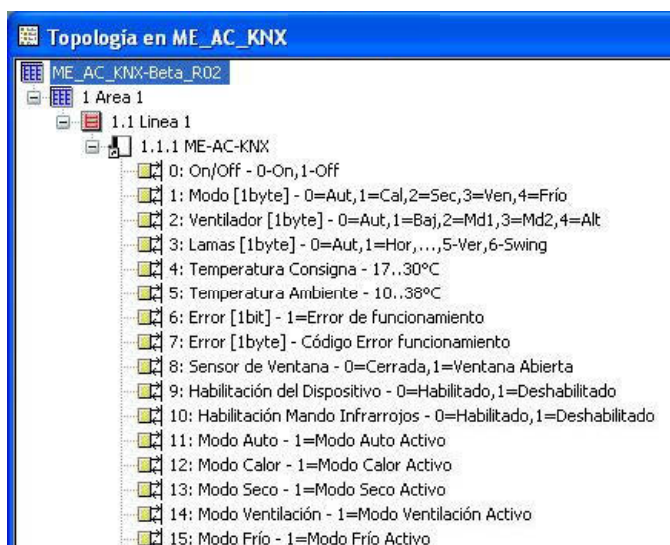 Topología en ME_AC_KNX
ME_AC_KNX-Beta_R02
1 Area 1
1.1 Linea 1
1.1.1 ME-AC-KNX
0: On/Off - 0-On,1-Off
1: Modo [1byte] - 0=Aut,1=Cal,2=Sec,3=Ven,4=Frío
2: Ventilador [1byte] - 0=Aut,1=Baj,2=Md1,3=Md2,4=Alt
3: Lamas [1byte] - 0=Aut,1=Hor,...,5-Ver,6-Swing
4: Temperatura Consigna - 17..30ºC
5: Temperatura Ambiente - 10..38ºC
6: Error [1bit] - 1=Error de funcionamiento
7: Error [1byte] - Código Error funcionamiento
8: Sensor de Ventana - 0=Cerrada,1=Ventana Abierta
9: Habilitación del Dispositivo - 0=Habilitado,1=Deshabilitado
10: Habilitación Mando Infrarrojos - 0=Habilitado,1=Deshabilitado
11: Modo Auto - 1=Modo Auto Activo
12: Modo Calor - 1=Modo Calor Activo
13: Modo Seco - 1=Modo Seco Activo
14: Modo Ventilación - 1=Modo Ventilación Activo
15: Modo Frío - 1=Modo Frío Activo